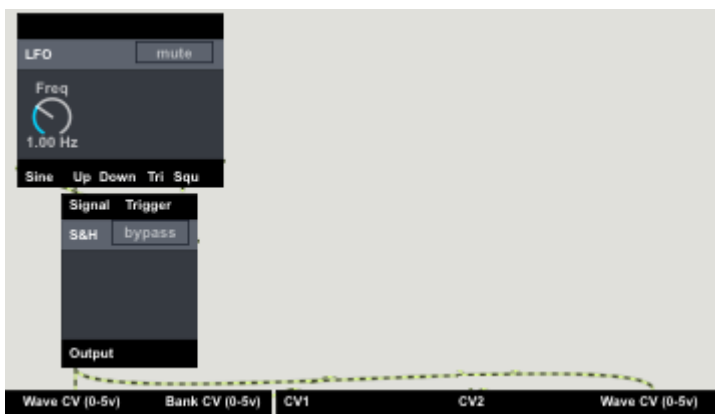 LFO mute
Freq
1.00 Hz
Sine Up Down Tri Squ
Signal Trigger
S&H bypass
Output
Wave CV (0-5v) Bank CV (0-5v) CV1 CV2 Wave CV (0-5v)